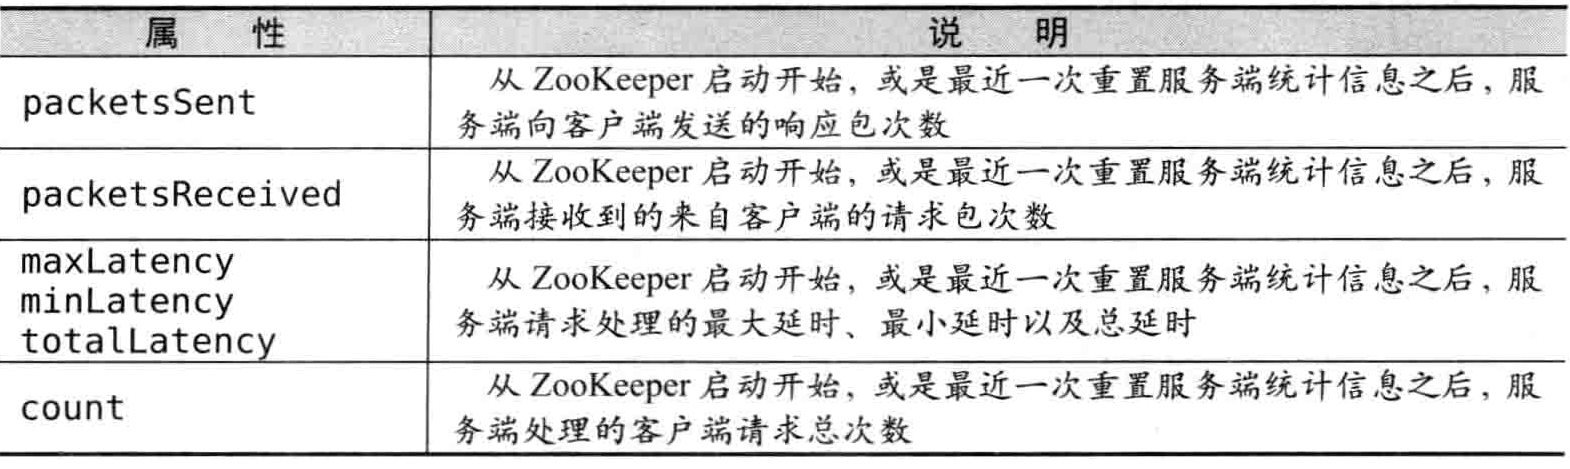 属 性 说 明
packetsSent
从 ZooKeeper 启动开始，或是最近一次重置服务端统计信息之后，服
务端向客户端发送的响应包次数
packetsReceived
从 ZooKeeper 启动开始，或是最近一次重置服务端统计信息之后，服
务端接收到的来自客户端的请求包次数
maxLatency
minLatency
totalLatency
从 ZooKeeper 启动开始，或是最近一次重置服务端统计信息之后，服
务端请求处理的最大延时、最小延时以及总延时
count
从 ZooKeeper 启动开始，或是最近一次重置服务端统计信息之后，服
务端处理的客户端请求总次数